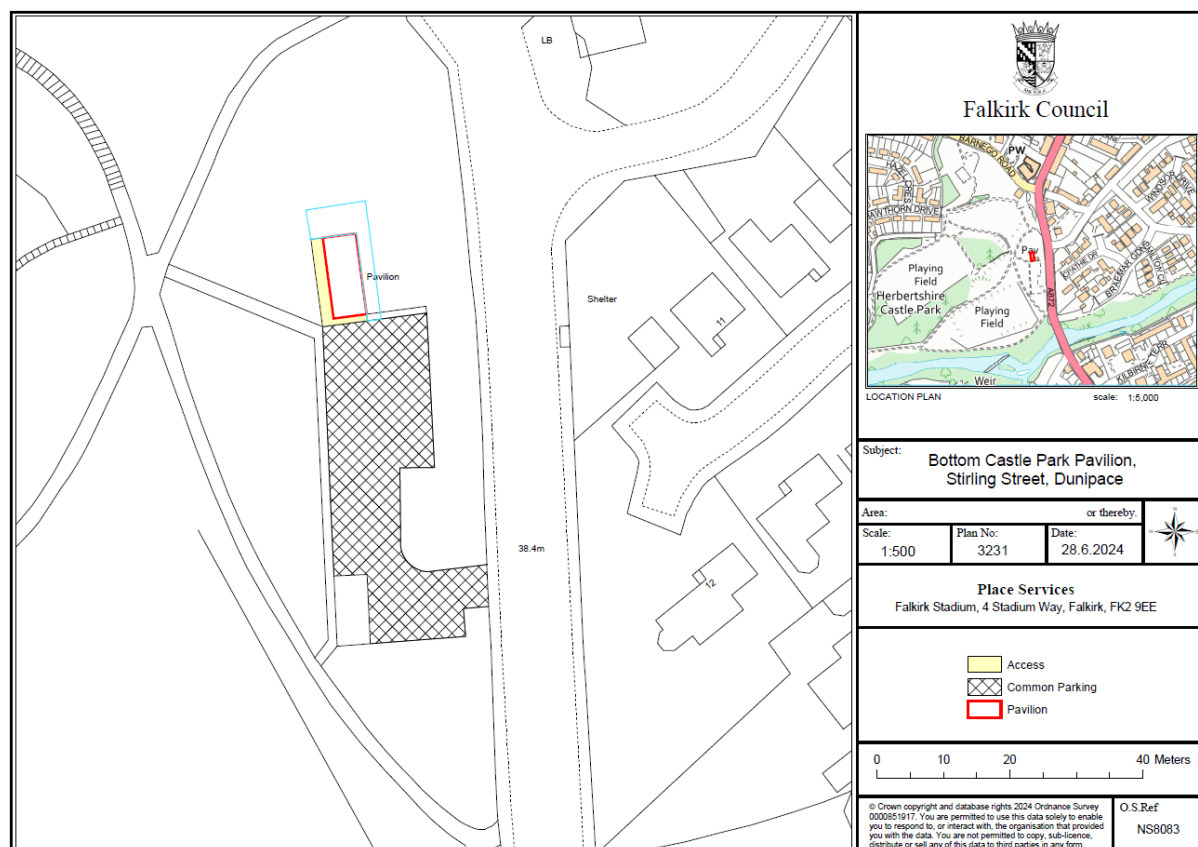 LB
Pavilion
Shelter
11
38.4m
12
Falkirk Council
BARNEGO ROAD
PW
HAWTHORN DRIVE
WINDSOR DRIVE
Pav
Playing
Field
Herbertshire
Castle Park
Playing
Field
A872
BRAEMAR GDNS
Weir
LOCATION PLAN
scale: 1:5,000
Subject:
Bottom Castle Park Pavilion,
Stirling Street, Dunipace
Area: or thereby.
Scale:
1:500
Plan No:
3231
Date:
28.6.2024
N
Place Services
Falkirk Stadium, 4 Stadium Way, Falkirk, FK2 9EE
Access
Common Parking
Pavilion
0 10 20 40 Meters
© Crown copyright and database rights 2024 Ordnance Survey
0000851917. You are permitted to use this data solely to enable
you to respond to, or interact with, the organisation that provided
you with the data. You are not permitted to copy, sub-licence,
distribute or sell any of this data to third parties in any form.
O.S.Ref
NS8083